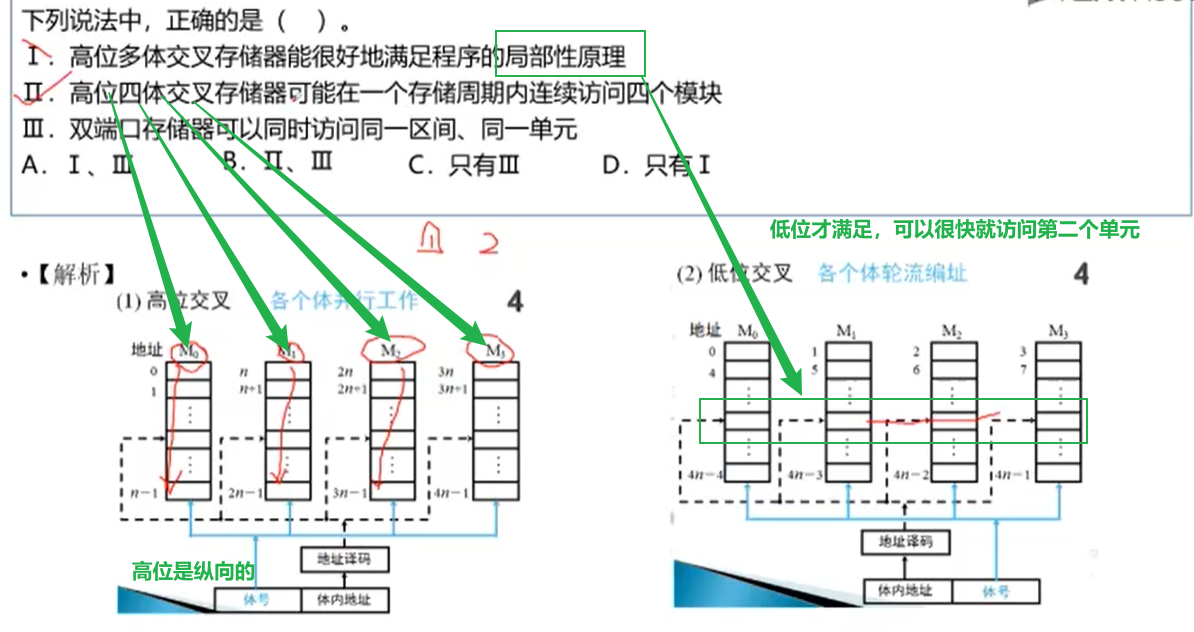 下列说法中，正确的是（　）。
Ⅰ．高位多体交叉存储器能很好地满足程序的局部性原理
Ⅱ．高位四体交叉存储器可能在一个存储周期内连续访问四个模块
Ⅲ．双端口存储器可以同时访问同一区间、同一单元
A．Ⅰ、Ⅲ B．Ⅱ、Ⅲ C．只有Ⅲ D．只有Ⅰ
低位才满足，可以很快就访问第二个单元
1 2
•【解析】
(1) 高位交叉 各个体并行工作 4
地址 M₀ M₁ M₂ M₃
0 n 2n 3n
1 n+1 2n+1 3n+1
n−1 2n−1 3n−1 4n−1
地址译码
高位是纵向的
体号 体内地址
(2) 低位交叉 各个体轮流编址 4
地址 M₀ M₁ M₂ M₃
0 1 2 3
4 5 6 7
4n−4 4n−3 4n−2 4n−1
地址译码
体内地址 体号